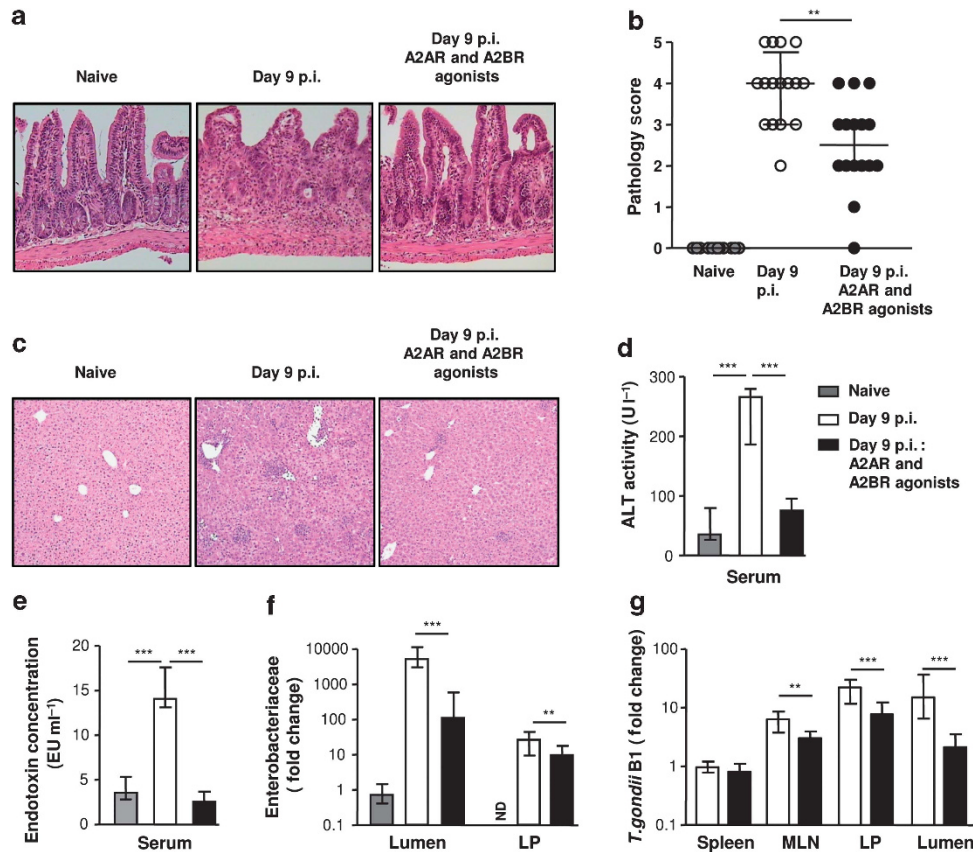 a
Naive
Day 9 p.i.
Day 9 p.i.
A2AR and A2BR
agonists
b
**
Pathology score
5
4
3
2
1
0
Naive
Day 9
p.i.
Day 9 p.i.
A2AR and
A2BR agonists
c
Naive
Day 9 p.i.
Day 9 p.i.
A2AR and A2BR
agonists
d
*** ***
ALT activity (U l⁻¹)
300
200
100
0
Serum
Naive
Day 9 p.i.
Day 9 p.i. :
A2AR and
A2BR agonists
e
*** ***
Endotoxin concentration
(EU ml⁻¹)
20
15
10
5
0
Serum
f
***
**
Enterobacteriaceae
( fold change)
10000
1000
100
10
1
0.1
ND
Lumen LP
g
** *** ***
T.gondii B1 ( fold change)
100
10
1
0.1
Spleen MLN LP Lumen